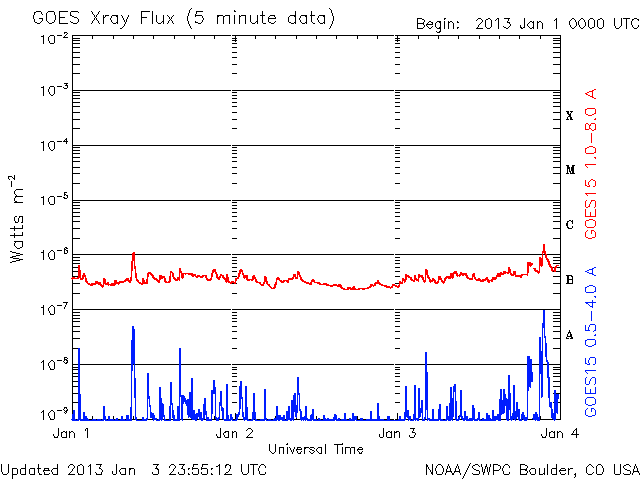 GOES Xray Flux (5 minute data)
Begin: 2013 Jan 1 0000 UTC
10⁻²
10⁻³
10⁻⁴
10⁻⁵
10⁻⁶
10⁻⁷
10⁻⁸
10⁻⁹
Watts m⁻²
X
M
C
B
A
GOES15 1.0–8.0 A
GOES15 0.5–4.0 A
Jan 1
Jan 2
Jan 3
Jan 4
Universal Time
Updated 2013 Jan 3 23:55:12 UTC
NOAA/SWPC Boulder, CO USA